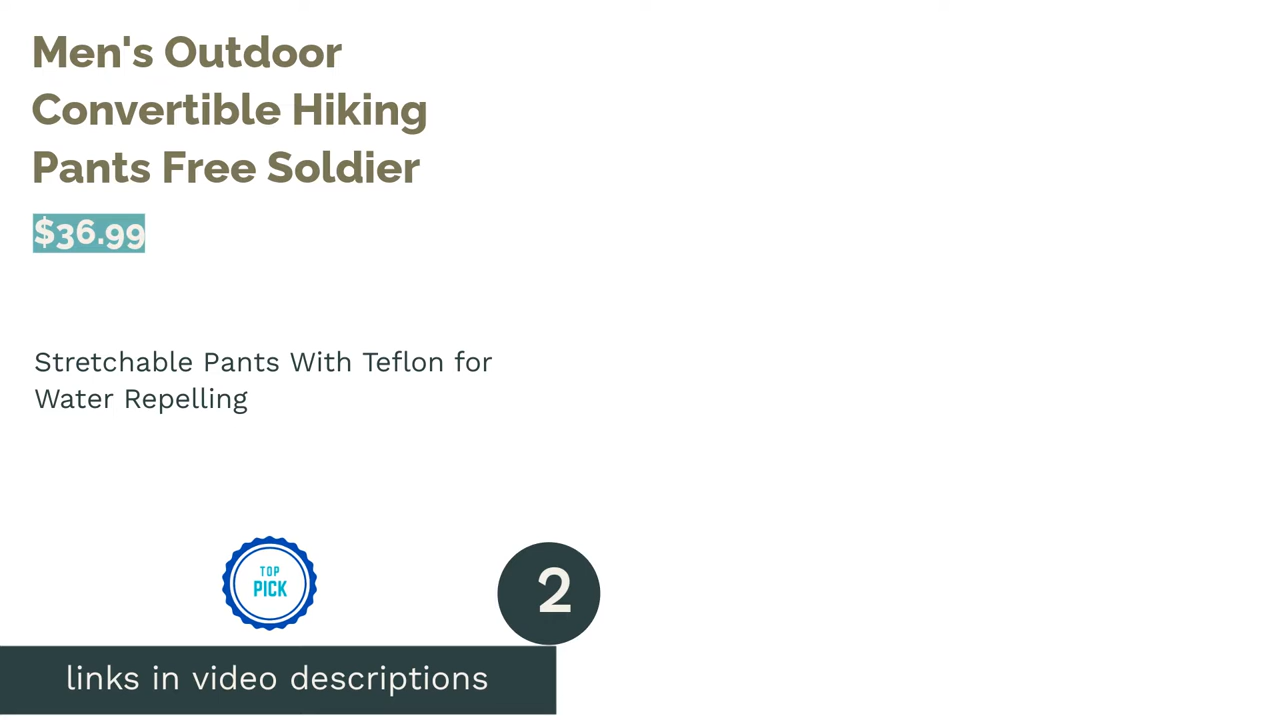 Men's Outdoor
Convertible Hiking
Pants Free Soldier
$36.99
Stretchable Pants With Teflon for
Water Repelling
TOP
PICK
2
links in video descriptions